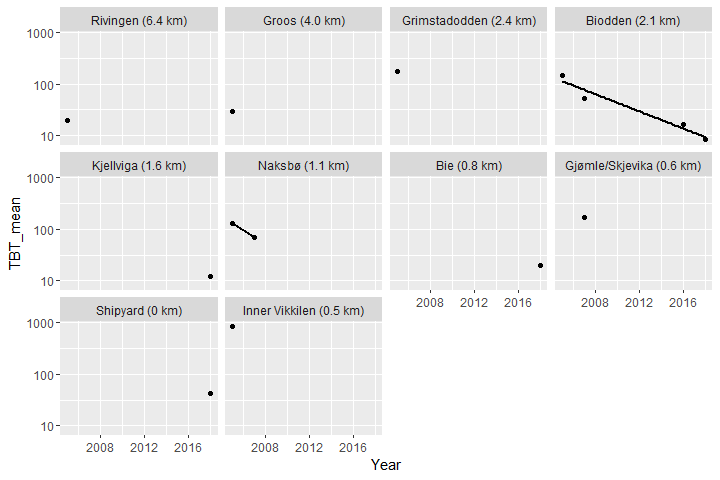 Rivingen (6.4 km) Groos (4.0 km) Grimstadodden (2.4 km) Biodden (2.1 km)
1000
100
10
Kjellviga (1.6 km) Naksbø (1.1 km) Bie (0.8 km) Gjømle/Skjevika (0.6 km)
1000
100
10
2008 2012 2016 2008 2012 2016
Shipyard (0 km) Inner Vikkilen (0.5 km)
1000
100
10
2008 2012 2016 2008 2012 2016
TBT_mean
Year